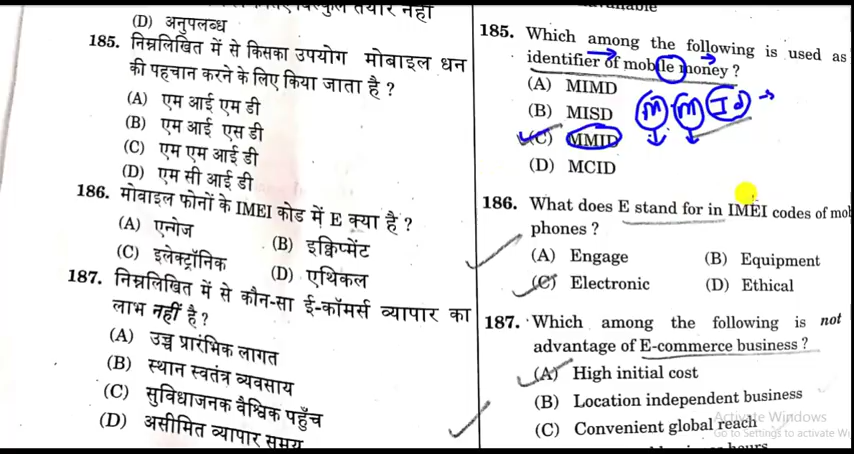 (D) अनुपलब्ध
185. निम्नलिखित में से किसका उपयोग मोबाइल धन
की पहचान करने के लिए किया जाता है ?
(A) एम आई एम डी
(B) एम आई एस डी
(C) एम एम आई डी
(D) एम सी आई डी
186. मोबाइल फोनों के IMEI कोड में E क्या है ?
(A) एन्गेज
(B) इक्विप्मेंट
(C) इलेक्ट्रॉनिक
(D) एथिकल
187. निम्नलिखित में से कौन-सा ई-कॉमर्स व्यापार का
लाभ नहीं है ?
(A) उच्च प्रारंभिक लागत
(B) स्थान स्वतंत्र व्यवसाय
(C) सुविधाजनक वैश्विक पहुँच
(D) असीमित व्यापार समय
185. Which among the following is used as
identifier of mobile money ?
(A) MIMD
(B) MISD
M M Id
(C) MMID
(D) MCID
186. What does E stand for in IMEI codes of mo
phones ?
(A) Engage
(B) Equipment
(C) Electronic
(D) Ethical
187. Which among the following is not
advantage of E-commerce business ?
(A) High initial cost
(B) Location independent business
(C) Convenient global reach
Activate Windows
Go to Settings to activate Wi